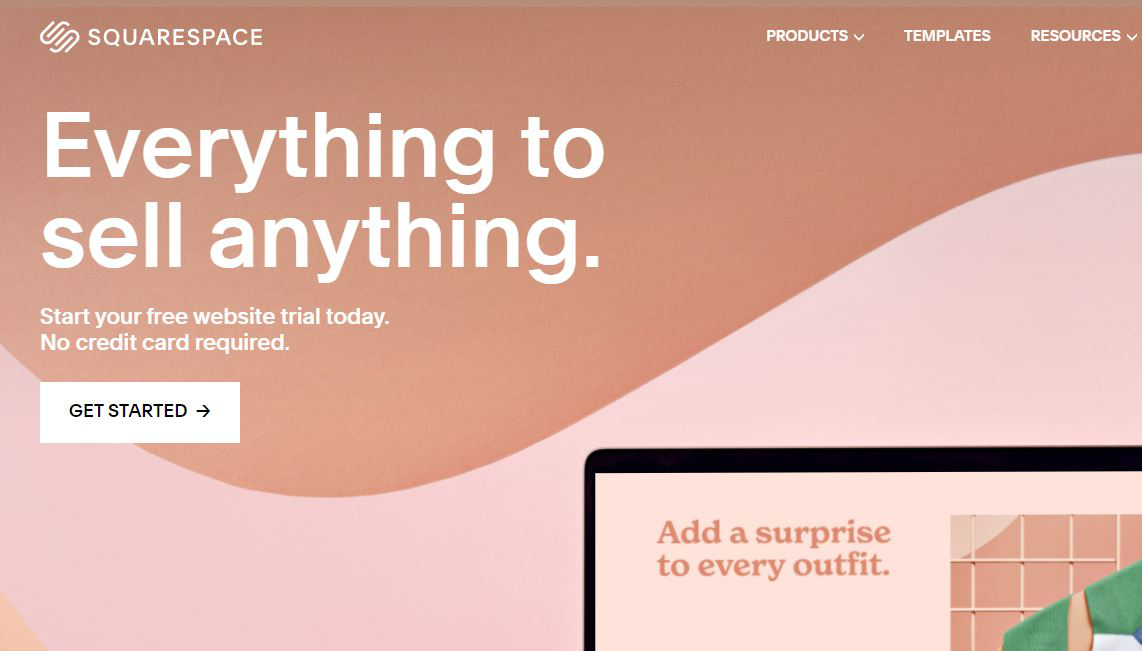 SQUARESPACE
PRODUCTS
TEMPLATES
RESOURCES
Everything to
sell anything.
Start your free website trial today.
No credit card required.
GET STARTED →
Add a surprise
to every outfit.